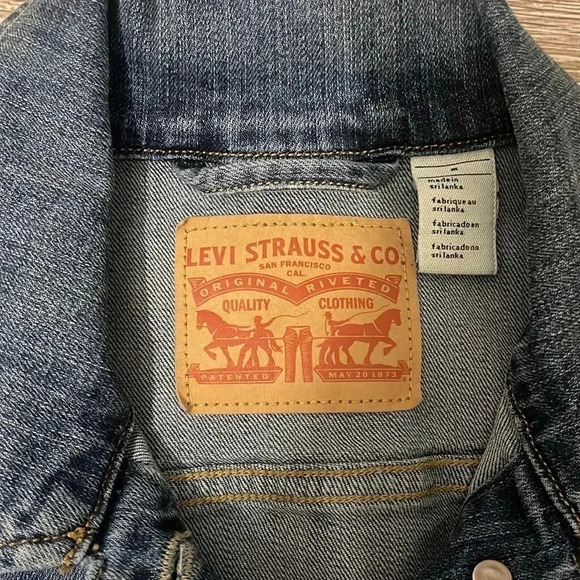 LEVI STRAUSS & CO.
SAN FRANCISCO
CAL.
ORIGINAL RIVETED
QUALITY CLOTHING
PATENTED MAY 20 1873
M
made in
sri lanka
fabrique au
sri lanka
fabricado en
sri lanka
fabricado no
sri lanka